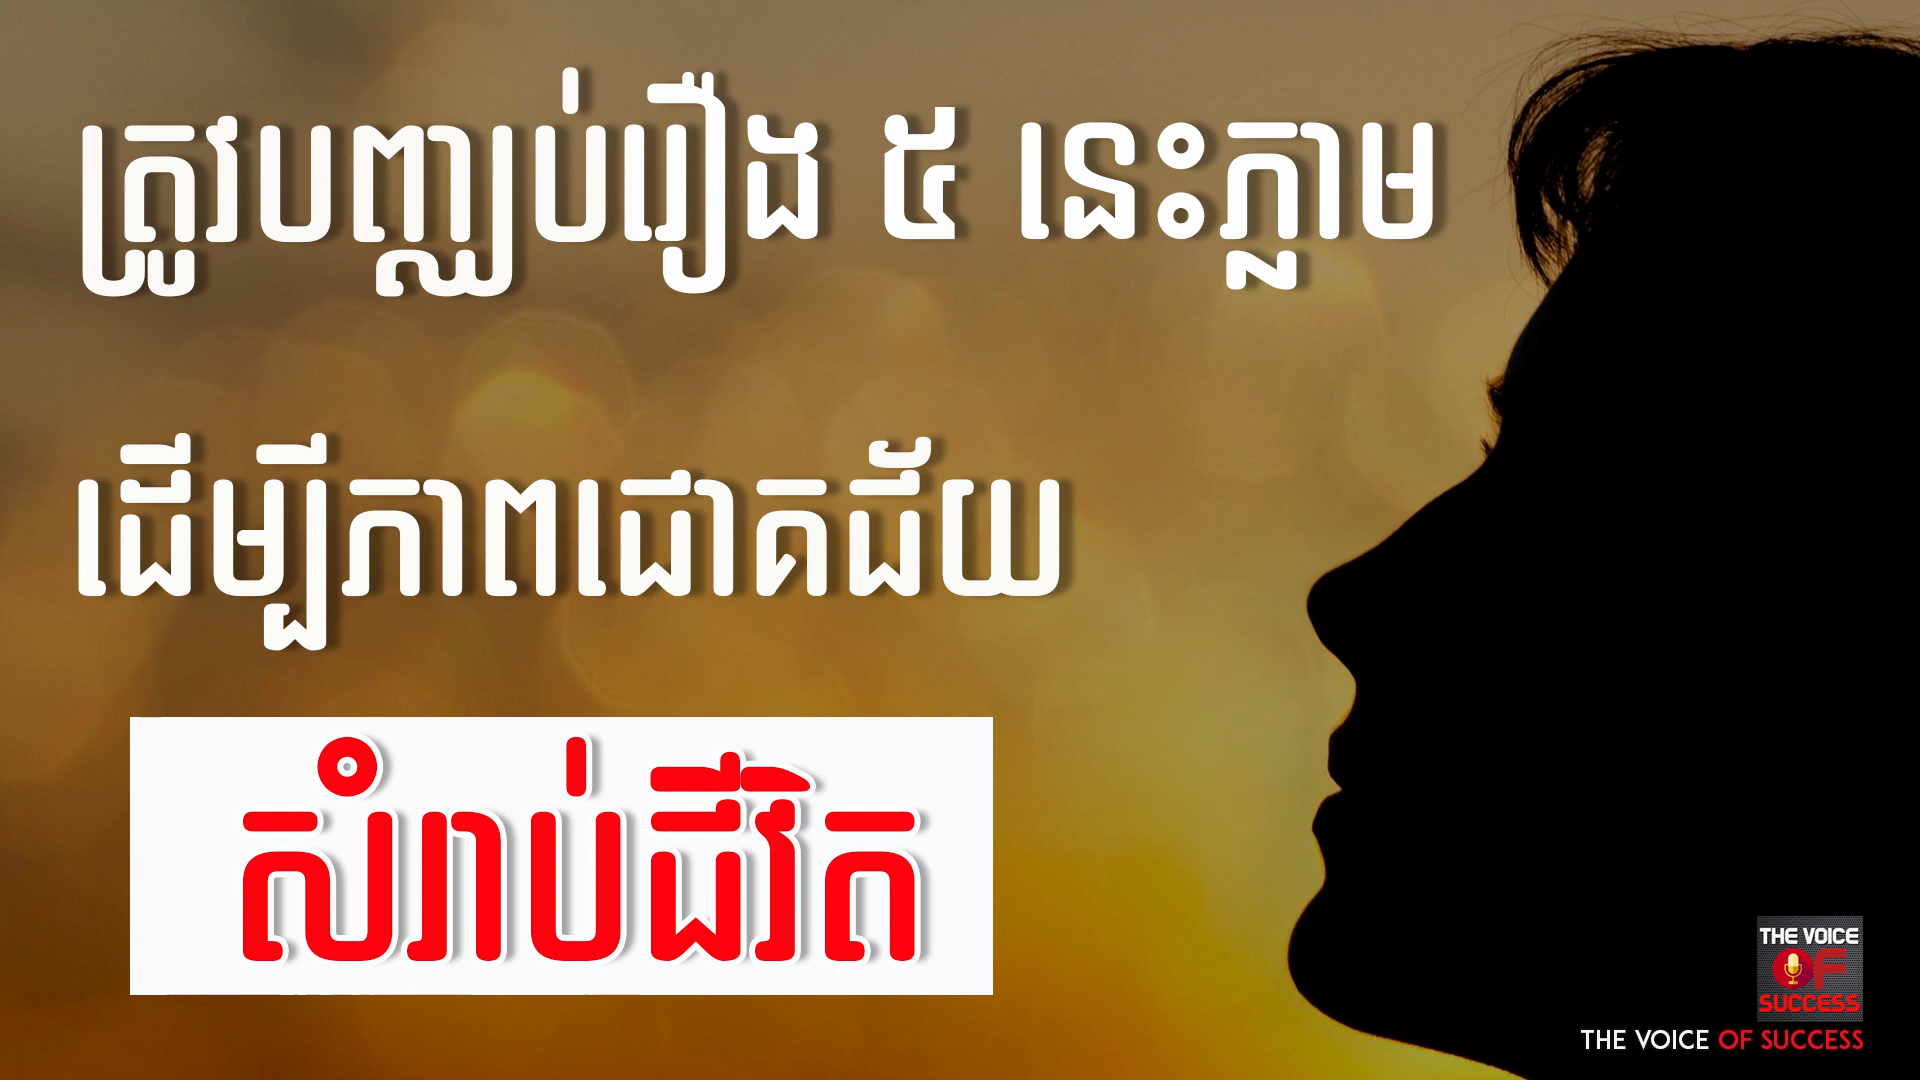 ត្រូវបញ្ឈប់រឿង ៥ នេះភ្លាម
ដើម្បីភាពជោគជ័យ
សំរាប់ជីវិត
THE VOICE
OF
SUCCESS
THE VOICE OF SUCCESS